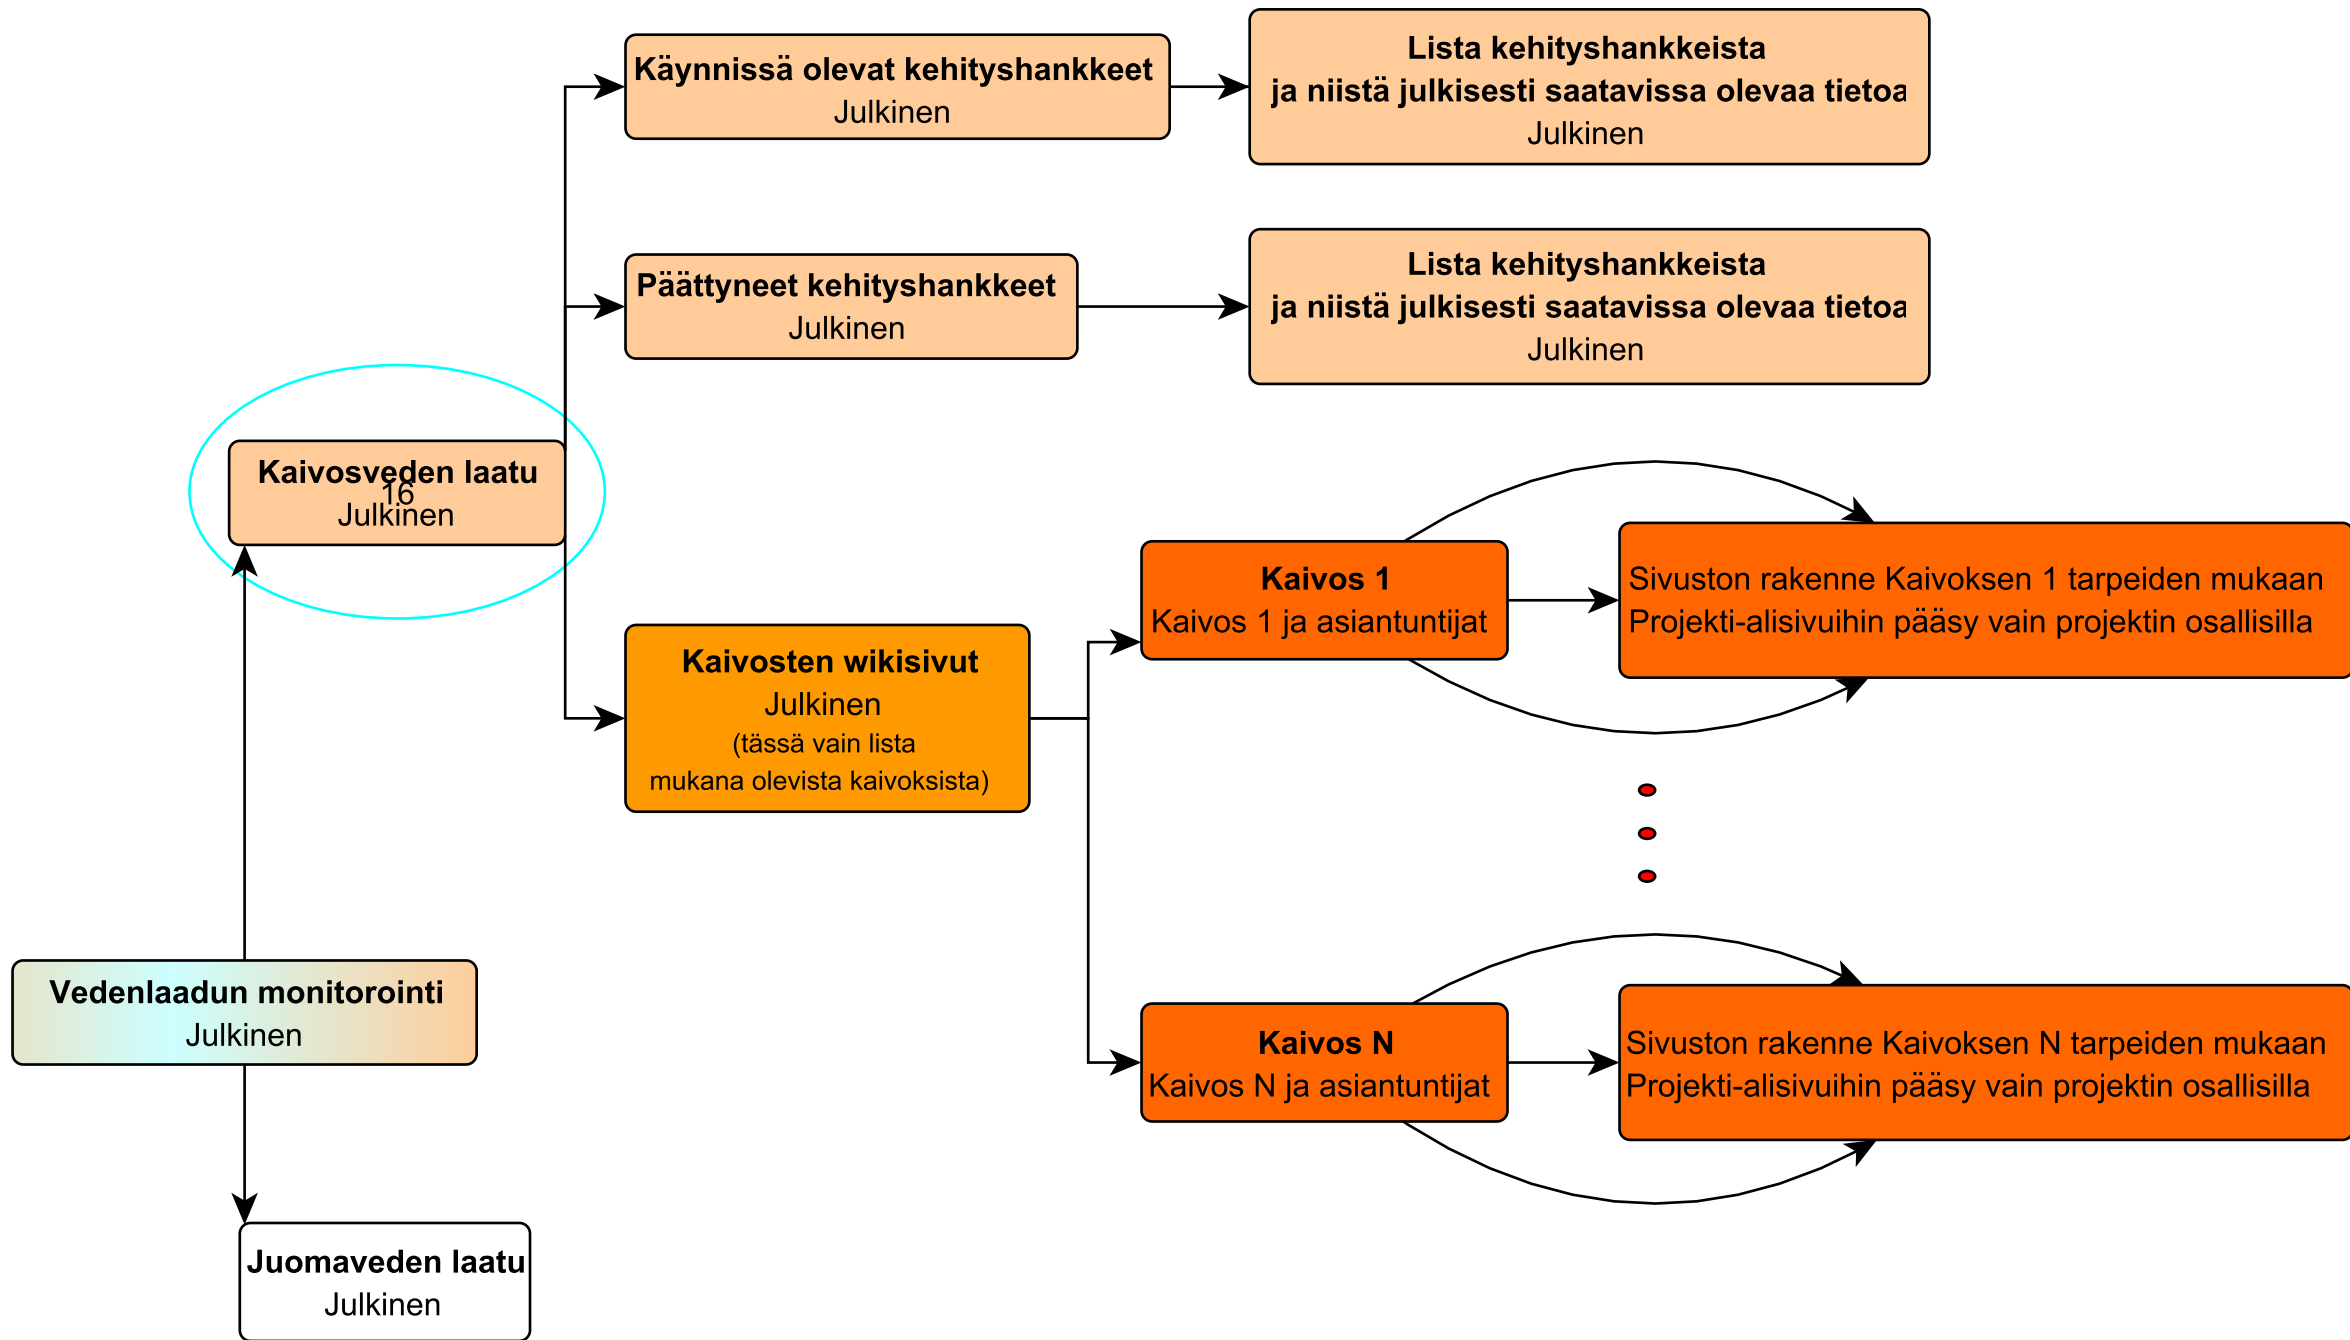 Käynnissä olevat kehityshankkeet
Julkinen
Lista kehityshankkeista
ja niistä julkisesti saatavissa olevaa tietoa
Julkinen
Päättyneet kehityshankkeet
Julkinen
Lista kehityshankkeista
ja niistä julkisesti saatavissa olevaa tietoa
Julkinen
Kaivosveden laatu
16
Julkinen
Kaivosten wikisivut
Julkinen
(tässä vain lista
mukana olevista kaivoksista)
Kaivos 1
Kaivos 1 ja asiantuntijat
Sivuston rakenne Kaivoksen 1 tarpeiden mukaan
Projekti-alisivuihin pääsy vain projektin osallisilla
Vedenlaadun monitorointi
Julkinen
Kaivos N
Kaivos N ja asiantuntijat
Sivuston rakenne Kaivoksen N tarpeiden mukaan
Projekti-alisivuihin pääsy vain projektin osallisilla
Juomaveden laatu
Julkinen